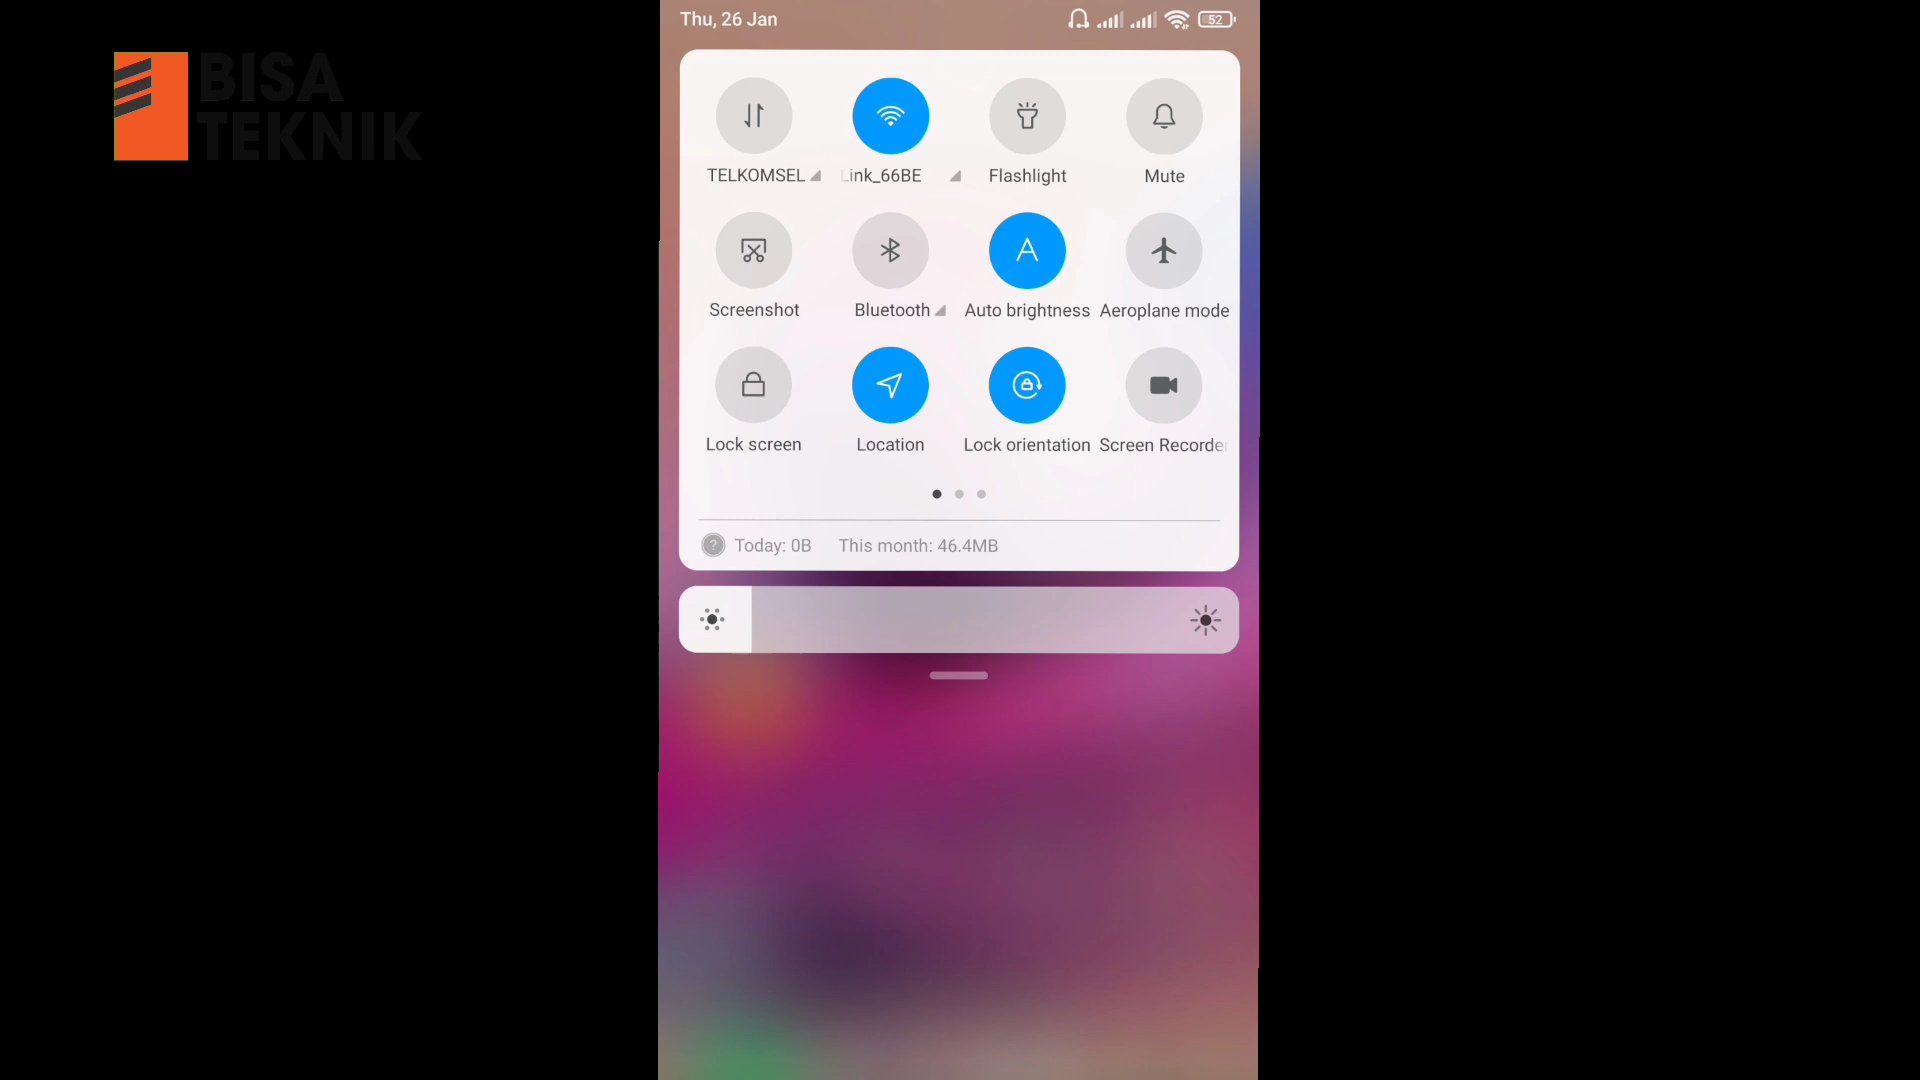 Thu, 26 Jan
52
BISA
TEKNIK
TELKOMSEL
Link_66BE
Flashlight
Mute
Screenshot
Bluetooth
A
Auto brightness
Aeroplane mode
Lock screen
Location
Lock orientation
Screen Recorde
? Today: 0B This month: 46.4MB